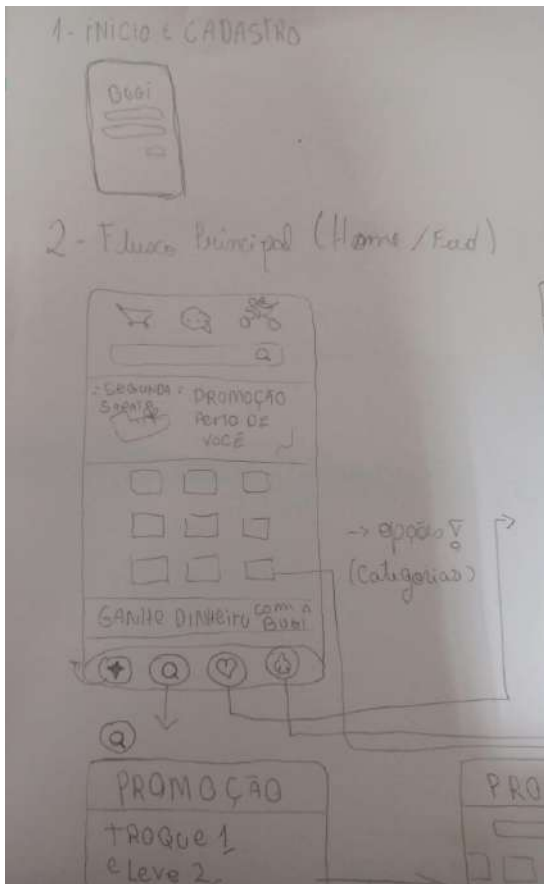 1- INICIO E CADASTRO
BUGI
2- Fluxo Principal (Home / Feed)
SEGUNDA
PROMOÇÃO
PERTO DE
VOCÊ
-> opções
(Categorias)
GANHE DINHEIRO COM A
BUGI
PROMOÇÃO
TROQUE 1
e Leve 2
PRO